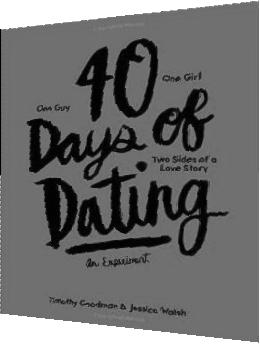 40
One Girl
One Guy
Days of
Two Sides of a
Love Story
Dating
An Experiment
Timothy Goodman & Jessica Walsh